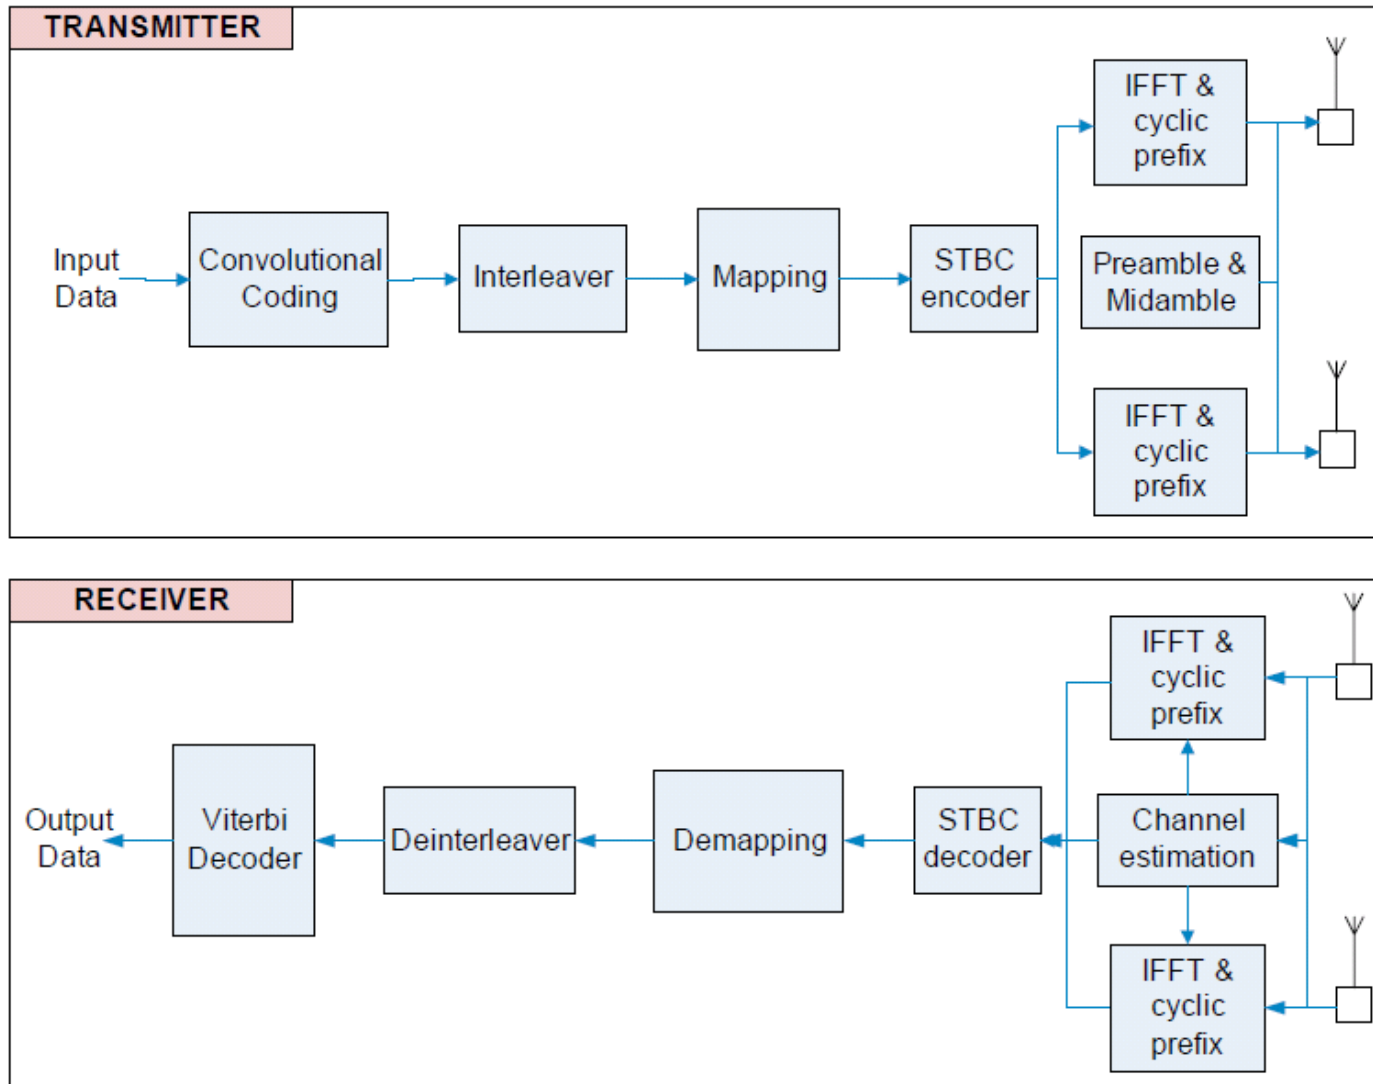 TRANSMITTER
Input
Data
Convolutional
Coding
Interleaver
Mapping
STBC
encoder
IFFT &
cyclic
prefix
Preamble &
Midamble
IFFT &
cyclic
prefix
RECEIVER
Output
Data
Viterbi
Decoder
Deinterleaver
Demapping
STBC
decoder
IFFT &
cyclic
prefix
Channel
estimation
IFFT &
cyclic
prefix